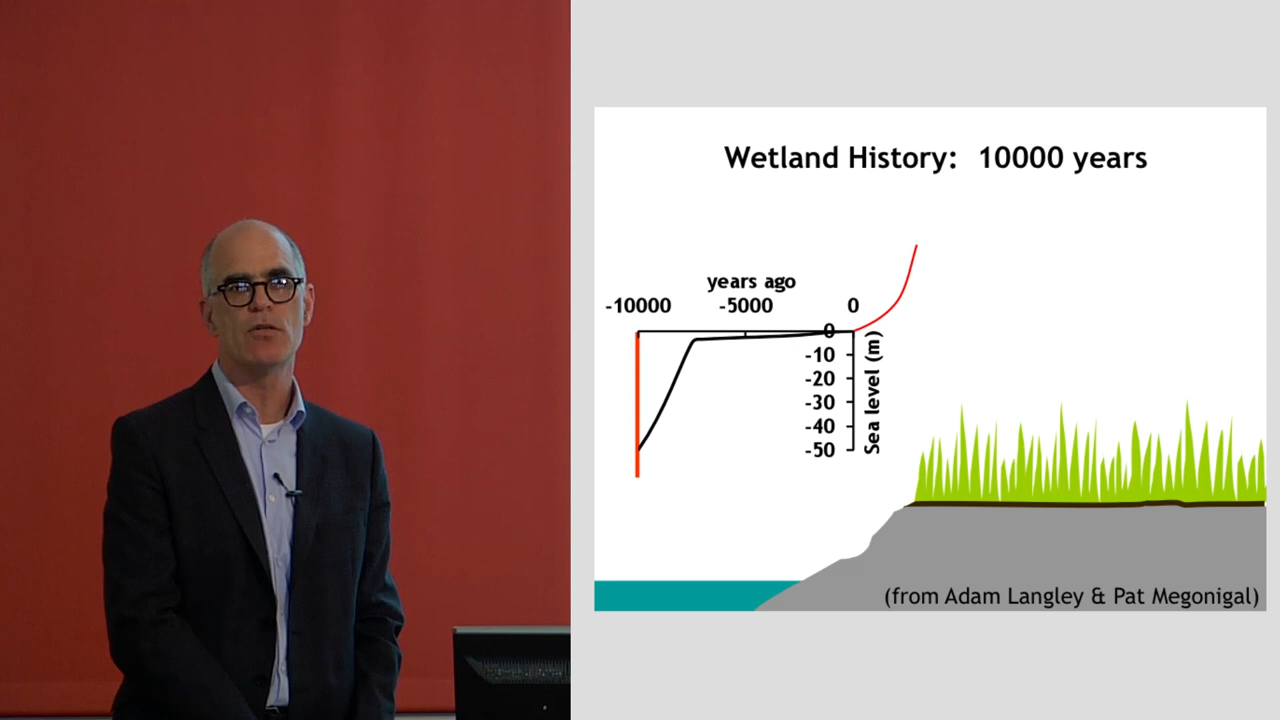 Wetland History: 10000 years
years ago
-10000 -5000 0
0
-10
-20
-30
-40
-50
Sea level (m)
(from Adam Langley & Pat Megonigal)